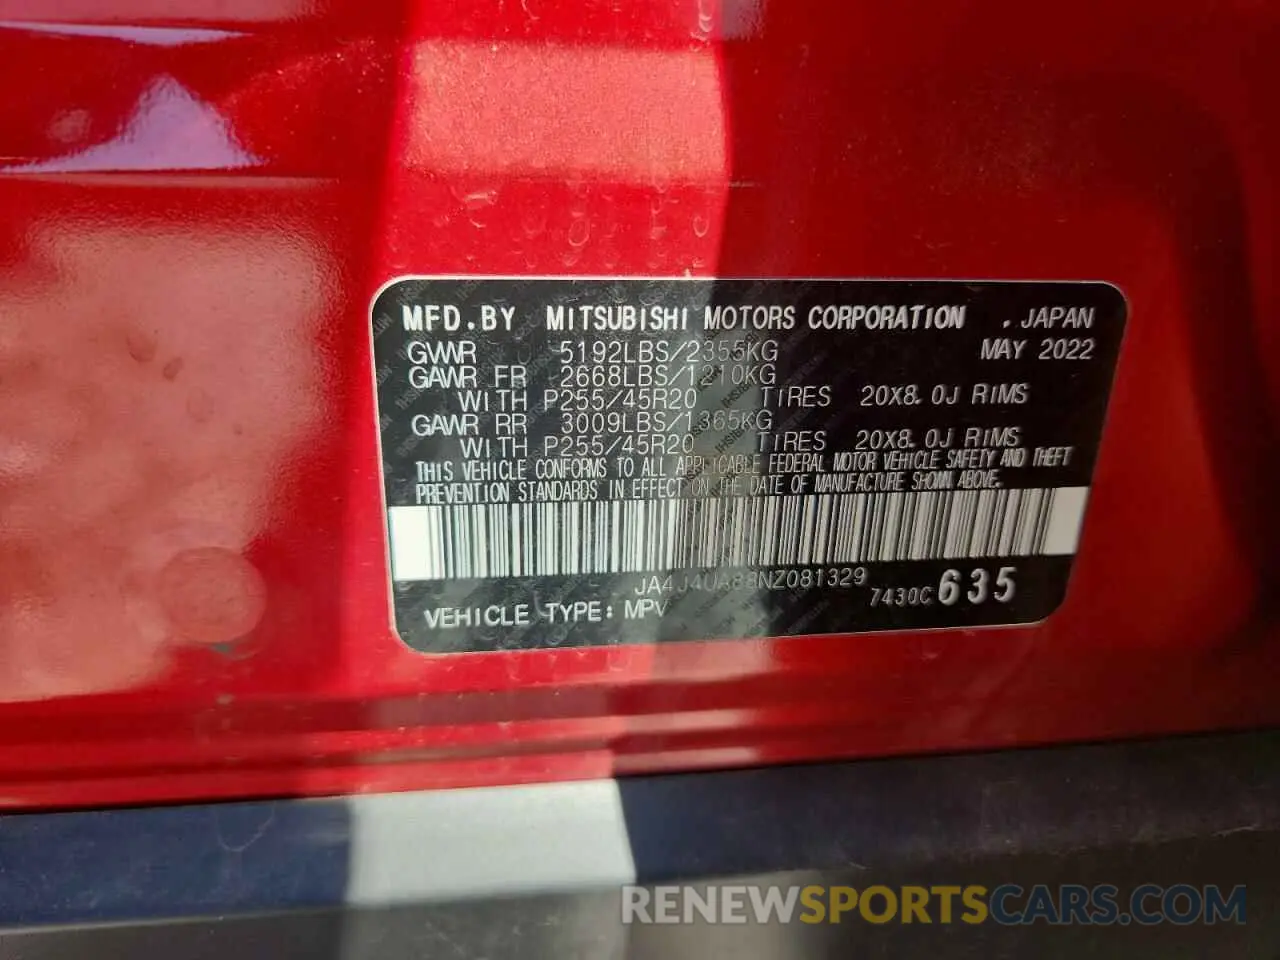 MFD.BY MITSUBISHI MOTORS CORPORATION .JAPAN
GVWR 5192LBS/2355KG MAY 2022
GAWR FR 2668LBS/1210KG
WITH P255/45R20 TIRES 20X8.0J RIMS
GAWR RR 3009LBS/1365KG
WITH P255/45R20 TIRES 20X8.0J RIMS
THIS VEHICLE CONFORMS TO ALL APPLICABLE FEDERAL MOTOR VEHICLE SAFETY AND THEFT
PREVENTION STANDARDS IN EFFECT ON THE DATE OF MANUFACTURE SHOWN ABOVE.
JA4J4UA88NZ081329
7430C 635
VEHICLE TYPE: MPV
RENEWSPORTSCARS.COM